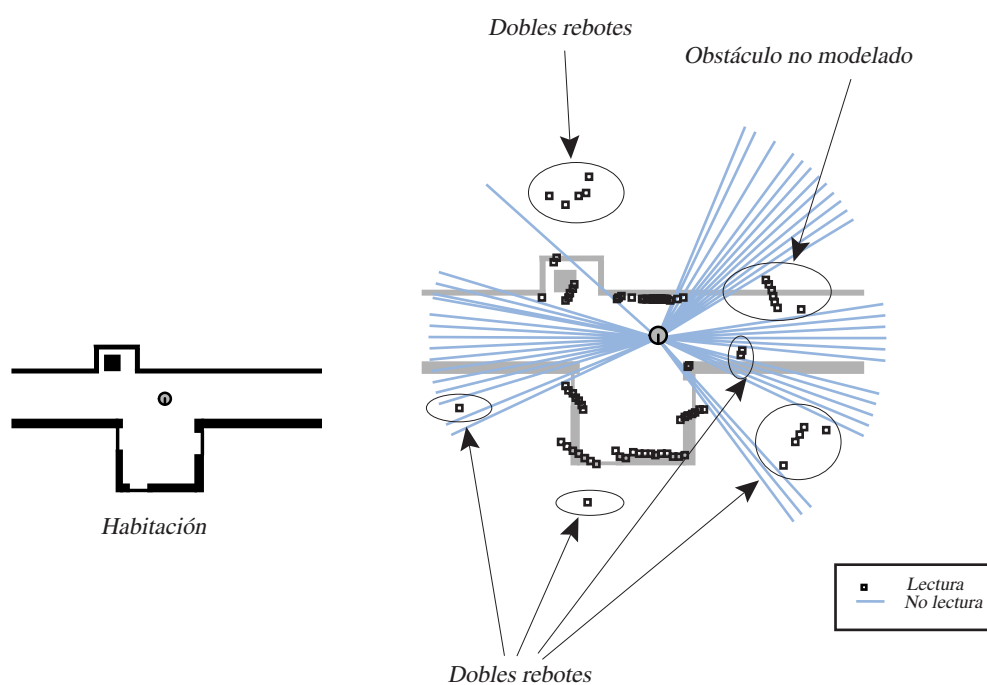 Dobles rebotes
Obstáculo no modelado
Habitación
Lectura
No lectura
Dobles rebotes